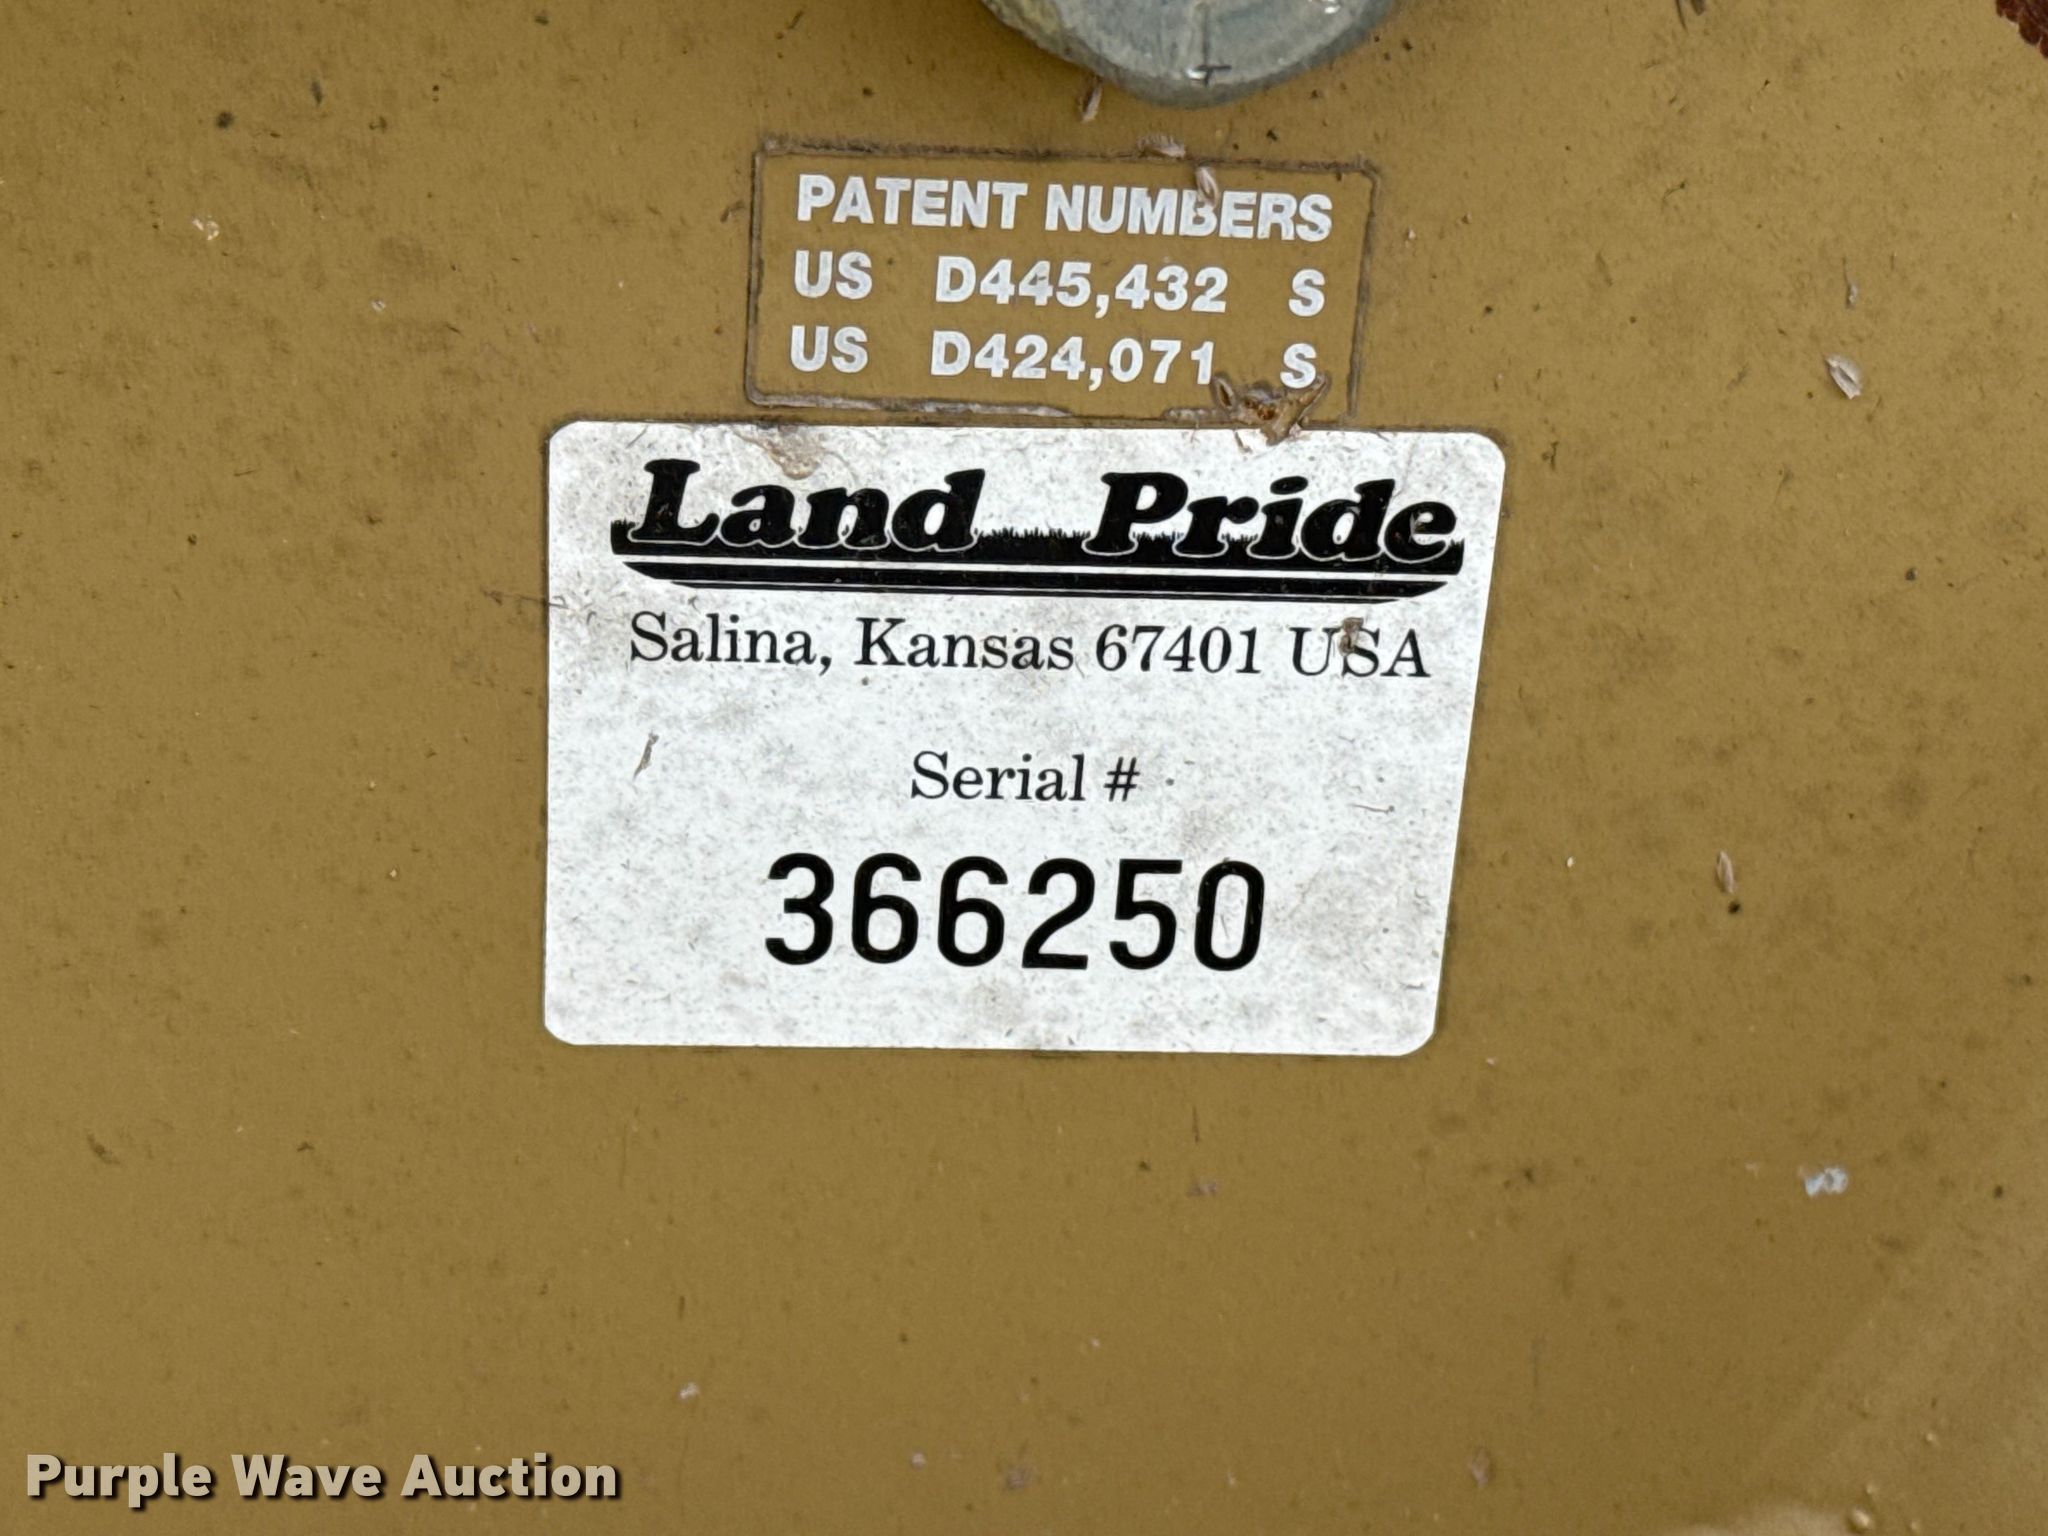 PATENT NUMBERS
US D445,432 S
US D424,071 S
Land Pride
Salina, Kansas 67401 USA
Serial #
366250
Purple Wave Auction